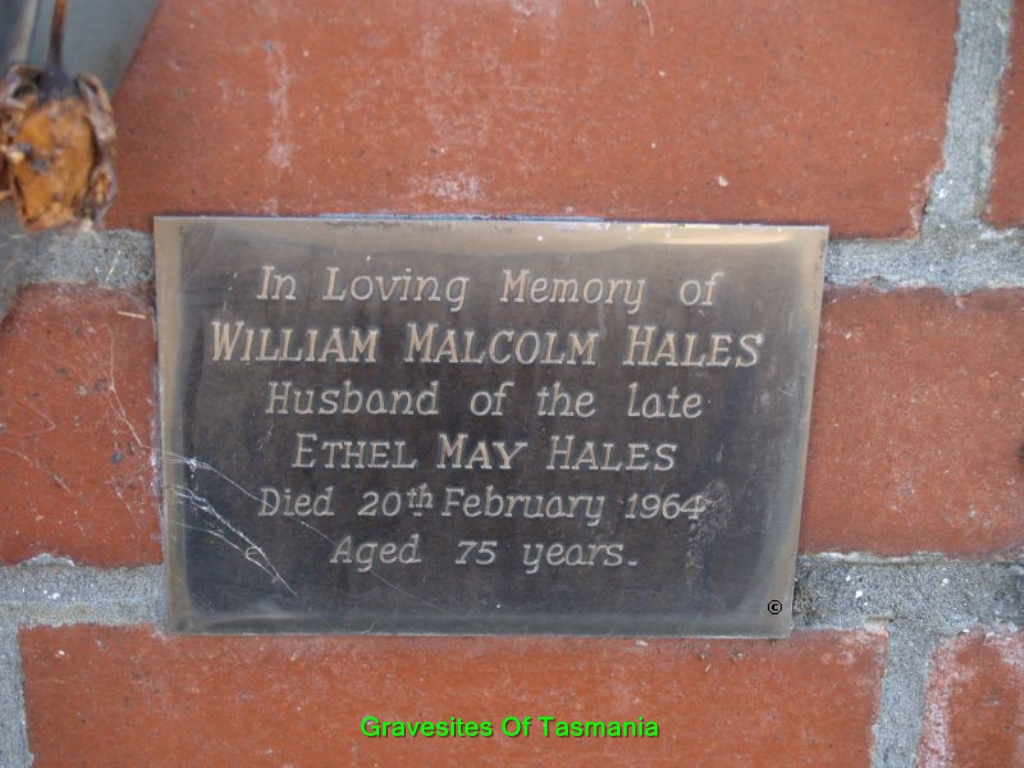 In Loving Memory of
WILLIAM MALCOLM HALES
Husband of the late
ETHEL MAY HALES
Died 20th February 1964
Aged 75 years.
©
Gravesites Of Tasmania